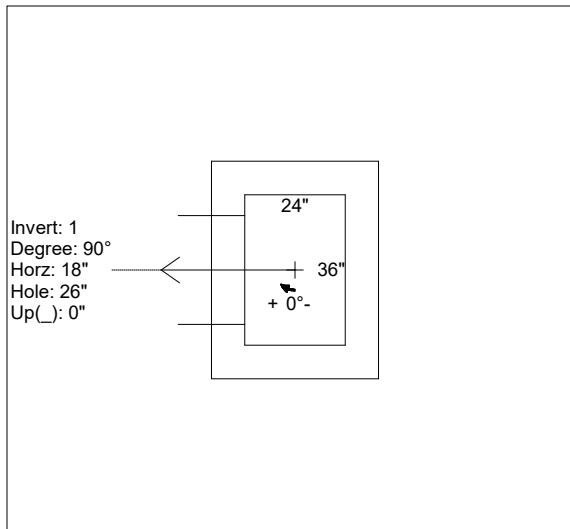 24"
Invert: 1
Degree: 90°
Horz: 18"
Hole: 26"
Up(_): 0"
36"
+ 0°-